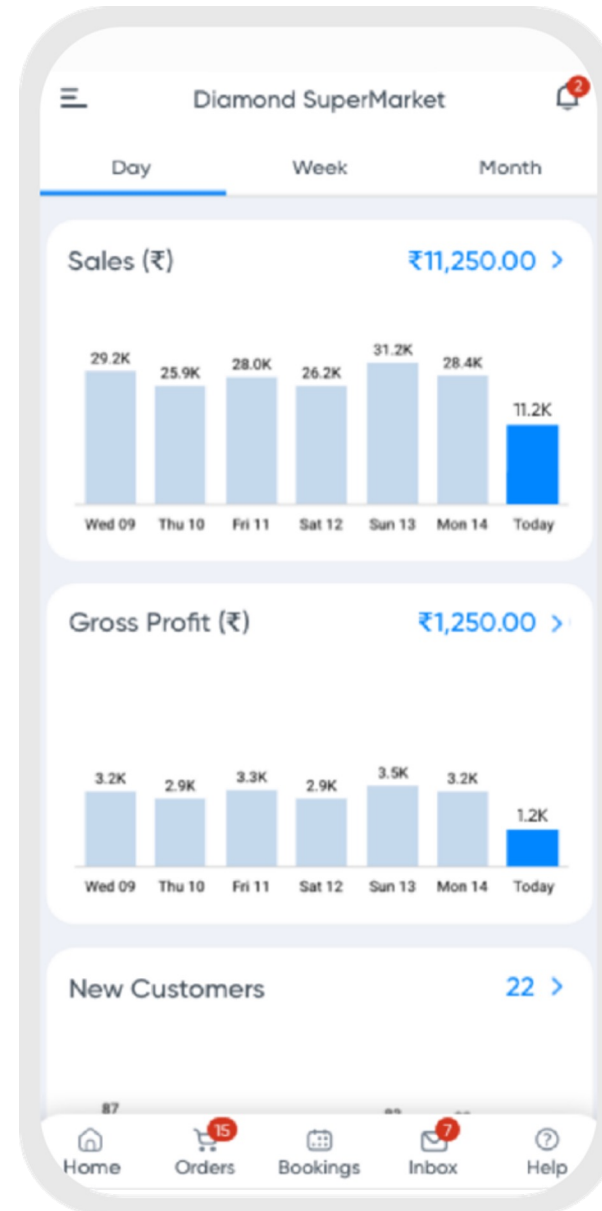 2
Diamond SuperMarket
Day Week Month
Sales (₹) ₹11,250.00 >
29.2K 25.9K 28.0K 26.2K 31.2K 28.4K 11.2K
Wed 09 Thu 10 Fri 11 Sat 12 Sun 13 Mon 14 Today
Gross Profit (₹) ₹1,250.00 >
3.2K 2.9K 3.3K 2.9K 3.5K 3.2K 1.2K
Wed 09 Thu 10 Fri 11 Sat 12 Sun 13 Mon 14 Today
New Customers 22 >
87
15 7
Home Orders Bookings Inbox Help